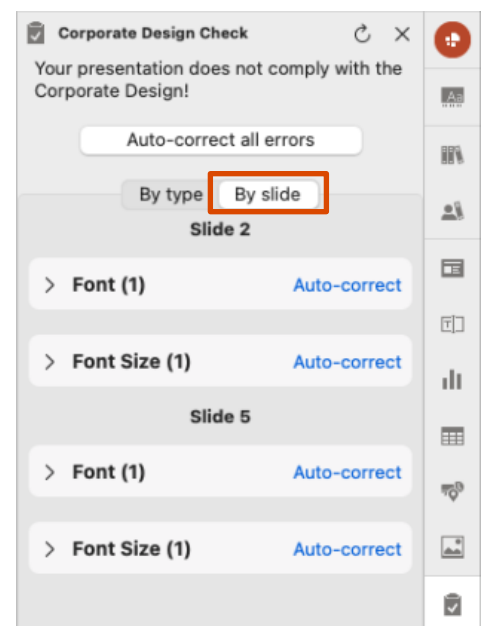 Corporate Design Check
Your presentation does not comply with the
Corporate Design!
Auto-correct all errors
By type By slide
Slide 2
Font (1) Auto-correct
Font Size (1) Auto-correct
Slide 5
Font (1) Auto-correct
Font Size (1) Auto-correct
Aa
T